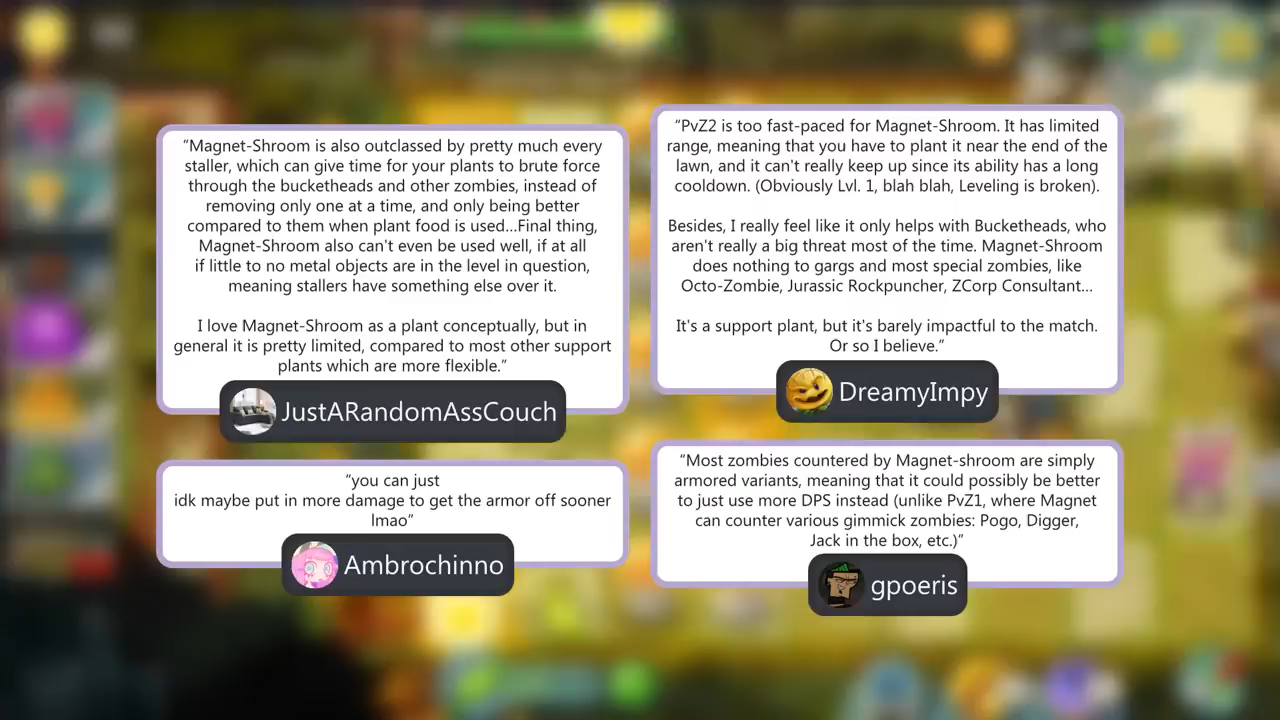 “Magnet-Shroom is also outclassed by pretty much every
staller, which can give time for your plants to brute force
through the bucketheads and other zombies, instead of
removing only one at a time, and only being better
compared to them when plant food is used...Final thing,
Magnet-Shroom also can't even be used well, if at all
if little to no metal objects are in the level in question,
meaning stallers have something else over it.
I love Magnet-Shroom as a plant conceptually, but in
general it is pretty limited, compared to most other support
plants which are more flexible.”
JustARandomAssCouch
“PvZ2 is too fast-paced for Magnet-Shroom. It has limited
range, meaning that you have to plant it near the end of the
lawn, and it can't really keep up since its ability has a long
cooldown. (Obviously Lvl. 1, blah blah, Leveling is broken).
Besides, I really feel like it only helps with Bucketheads, who
aren't really a big threat most of the time. Magnet-Shroom
does nothing to gargs and most special zombies, like
Octo-Zombie, Jurassic Rockpuncher, ZCorp Consultant...
It's a support plant, but it's barely impactful to the match.
Or so I believe.”
DreamyImpy
“you can just
idk maybe put in more damage to get the armor off sooner
lmao”
Ambrochinno
“Most zombies countered by Magnet-shroom are simply
armored variants, meaning that it could possibly be better
to just use more DPS instead (unlike PvZ1, where Magnet
can counter various gimmick zombies: Pogo, Digger,
Jack in the box, etc.)”
gpoeris